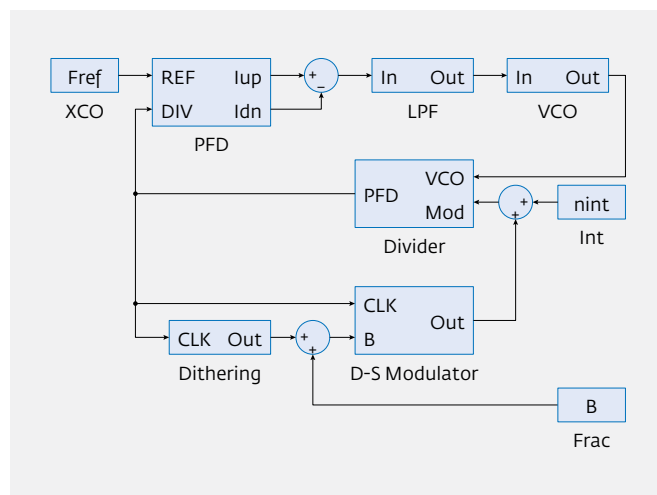 Fref
XCO
REF Iup
DIV Idn
PFD
+
−
In Out
LPF
In Out
VCO
VCO
PFD
Mod
Divider
+
+
nint
Int
CLK
Out
B
D-S Modulator
CLK Out
Dithering
+
+
B
Frac